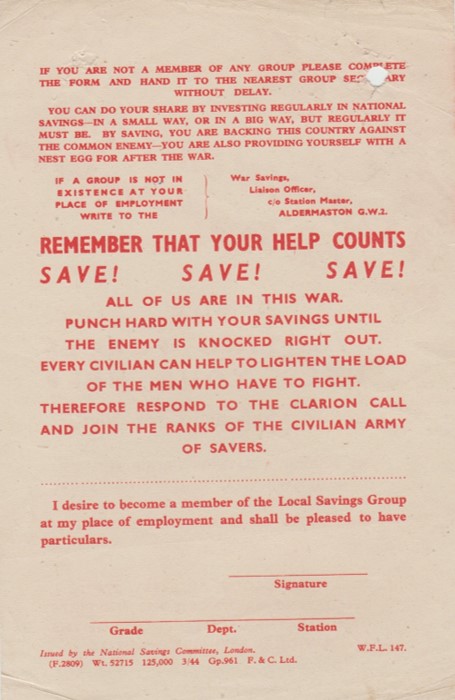 IF YOU ARE NOT A MEMBER OF ANY GROUP PLEASE COMPLETE
THE FORM AND HAND IT TO THE NEAREST GROUP
WITHOUT DELAY.
YOU CAN DO YOUR SHARE BY INVESTING REGULARLY IN NATIONAL
SAVINGS—IN A SMALL WAY, OR IN A BIG WAY, BUT REGULARLY IT
MUST BE. BY SAVING, YOU ARE BACKING THIS COUNTRY AGAINST
THE COMMON ENEMY—YOU ARE ALSO PROVIDING YOURSELF WITH A
NEST EGG FOR AFTER THE WAR.
IF A GROUP IS NOT IN
EXISTENCE AT YOUR
PLACE OF EMPLOYMENT
WRITE TO THE
War Savings,
Liaison Officer,
c/o Station Master,
ALDERMASTON G.W.2.
REMEMBER THAT YOUR HELP COUNTS
SAVE! SAVE! SAVE!
ALL OF US ARE IN THIS WAR.
PUNCH HARD WITH YOUR SAVINGS UNTIL
THE ENEMY IS KNOCKED RIGHT OUT.
EVERY CIVILIAN CAN HELP TO LIGHTEN THE LOAD
OF THE MEN WHO HAVE TO FIGHT.
THEREFORE RESPOND TO THE CLARION CALL
AND JOIN THE RANKS OF THE CIVILIAN ARMY
OF SAVERS.
I desire to become a member of the Local Savings Group
at my place of employment and shall be pleased to have
particulars.
Signature
Grade Dept. Station
Issued by the National Savings Committee, London. W.F.L. 147.
(F.2809) Wt. 52715 125,000 3/44 Gp.961 F. & C. Ltd.